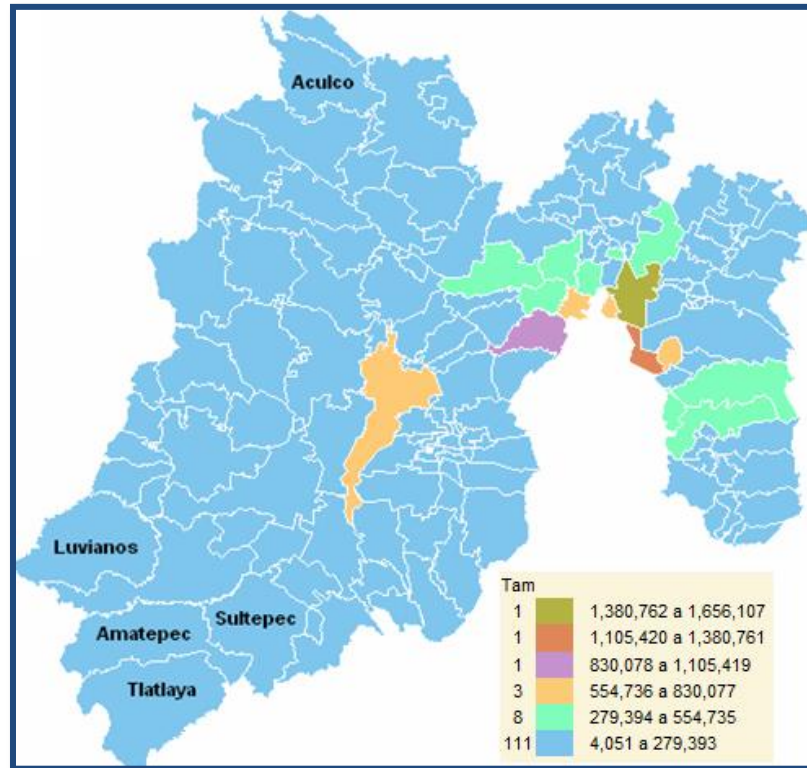 Aculco
Luvianos
Sultepec
Amatepec
Tlatlaya
Tam
1 1,380,762 a 1,656,107
1 1,105,420 a 1,380,761
1 830,078 a 1,105,419
3 554,736 a 830,077
8 279,394 a 554,735
111 4,051 a 279,393